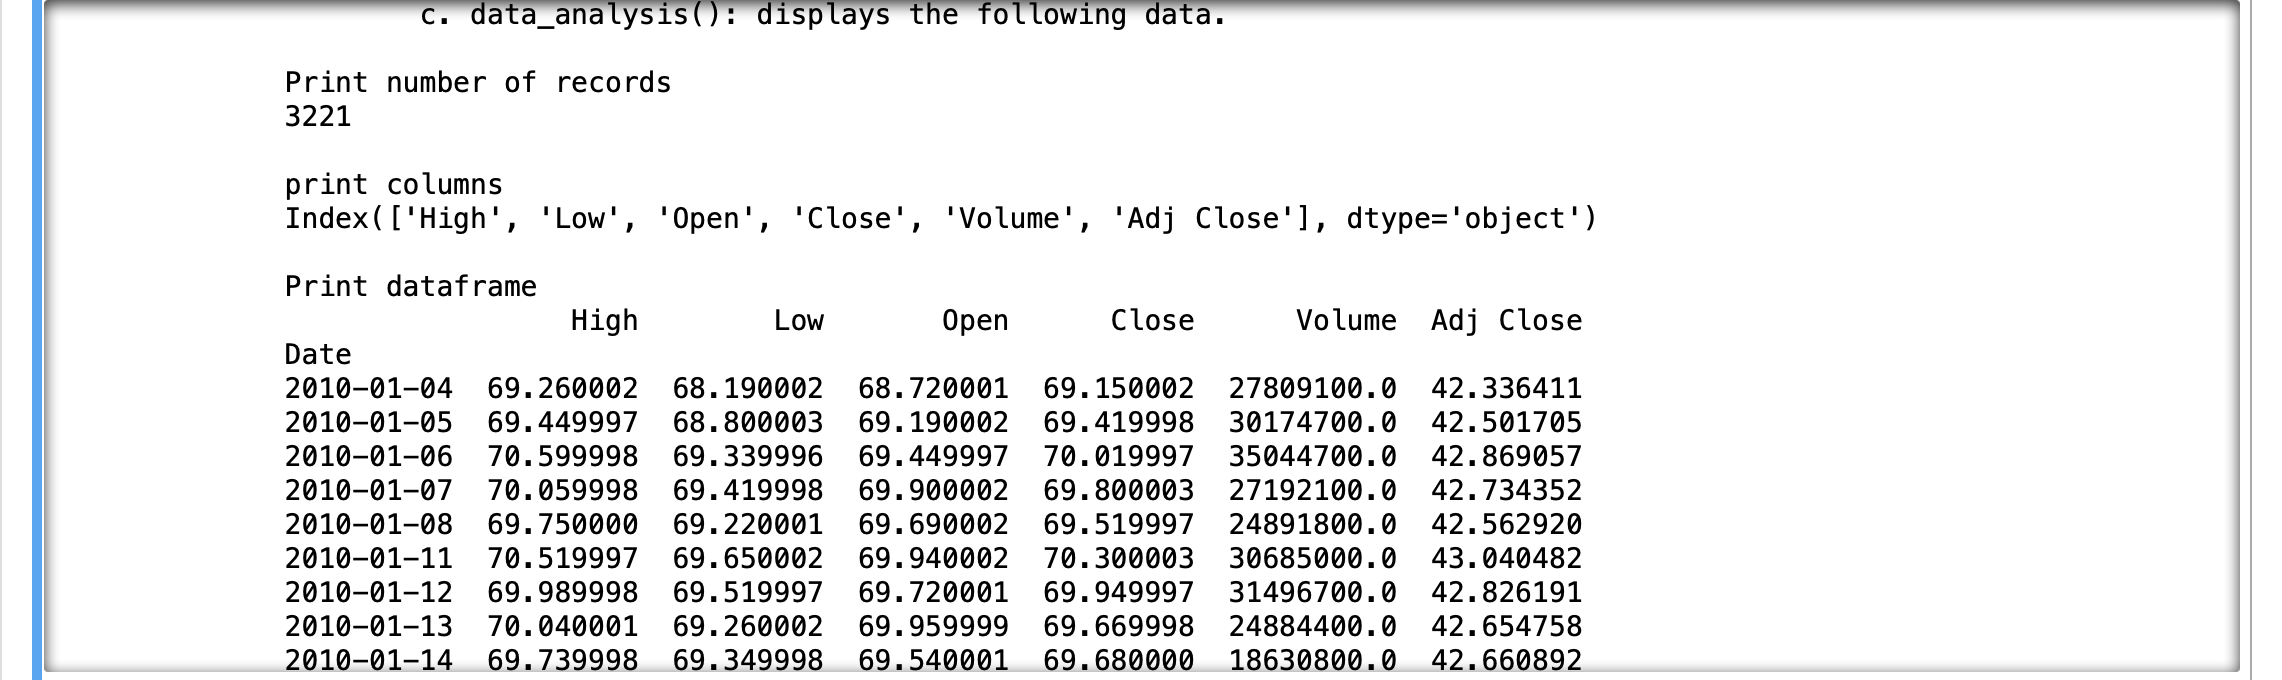 c. data_analysis(): displays the following data.
Print number of records
3221
print columns
Index(['High', 'Low', 'Open', 'Close', 'Volume', 'Adj Close'], dtype='object')
Print dataframe
High Low Open Close Volume Adj Close
Date
2010-01-04 69.260002 68.190002 68.720001 69.150002 27809100.0 42.336411
2010-01-05 69.449997 68.800003 69.190002 69.419998 30174700.0 42.501705
2010-01-06 70.599998 69.339996 69.449997 70.019997 35044700.0 42.869057
2010-01-07 70.059998 69.419998 69.900002 69.800003 27192100.0 42.734352
2010-01-08 69.750000 69.220001 69.690002 69.519997 24891800.0 42.562920
2010-01-11 70.519997 69.650002 69.940002 70.300003 30685000.0 43.040482
2010-01-12 69.989998 69.519997 69.720001 69.949997 31496700.0 42.826191
2010-01-13 70.040001 69.260002 69.959999 69.669998 24884400.0 42.654758
2010-01-14 69.739998 69.349998 69.540001 69.680000 18630800.0 42.660892